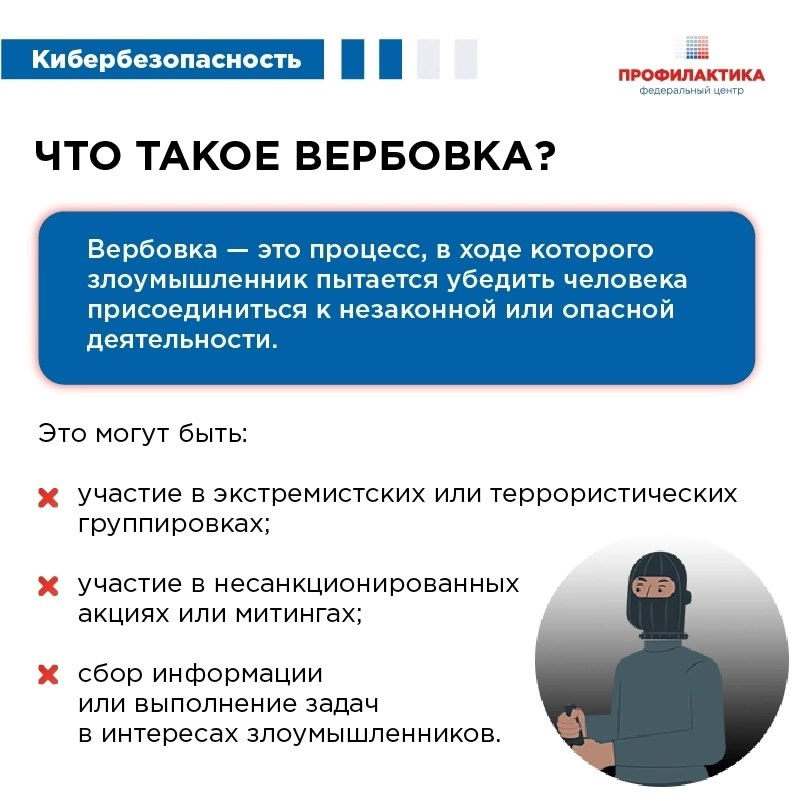 Кибербезопасность
ПРОФИЛАКТИКА
федеральный центр
ЧТО ТАКОЕ ВЕРБОВКА?
Вербовка — это процесс, в ходе которого
злоумышленник пытается убедить человека
присоединиться к незаконной или опасной
деятельности.
Это могут быть:
участие в экстремистских или террористических
группировках;
участие в несанкционированных
акциях или митингах;
сбор информации
или выполнение задач
в интересах злоумышленников.